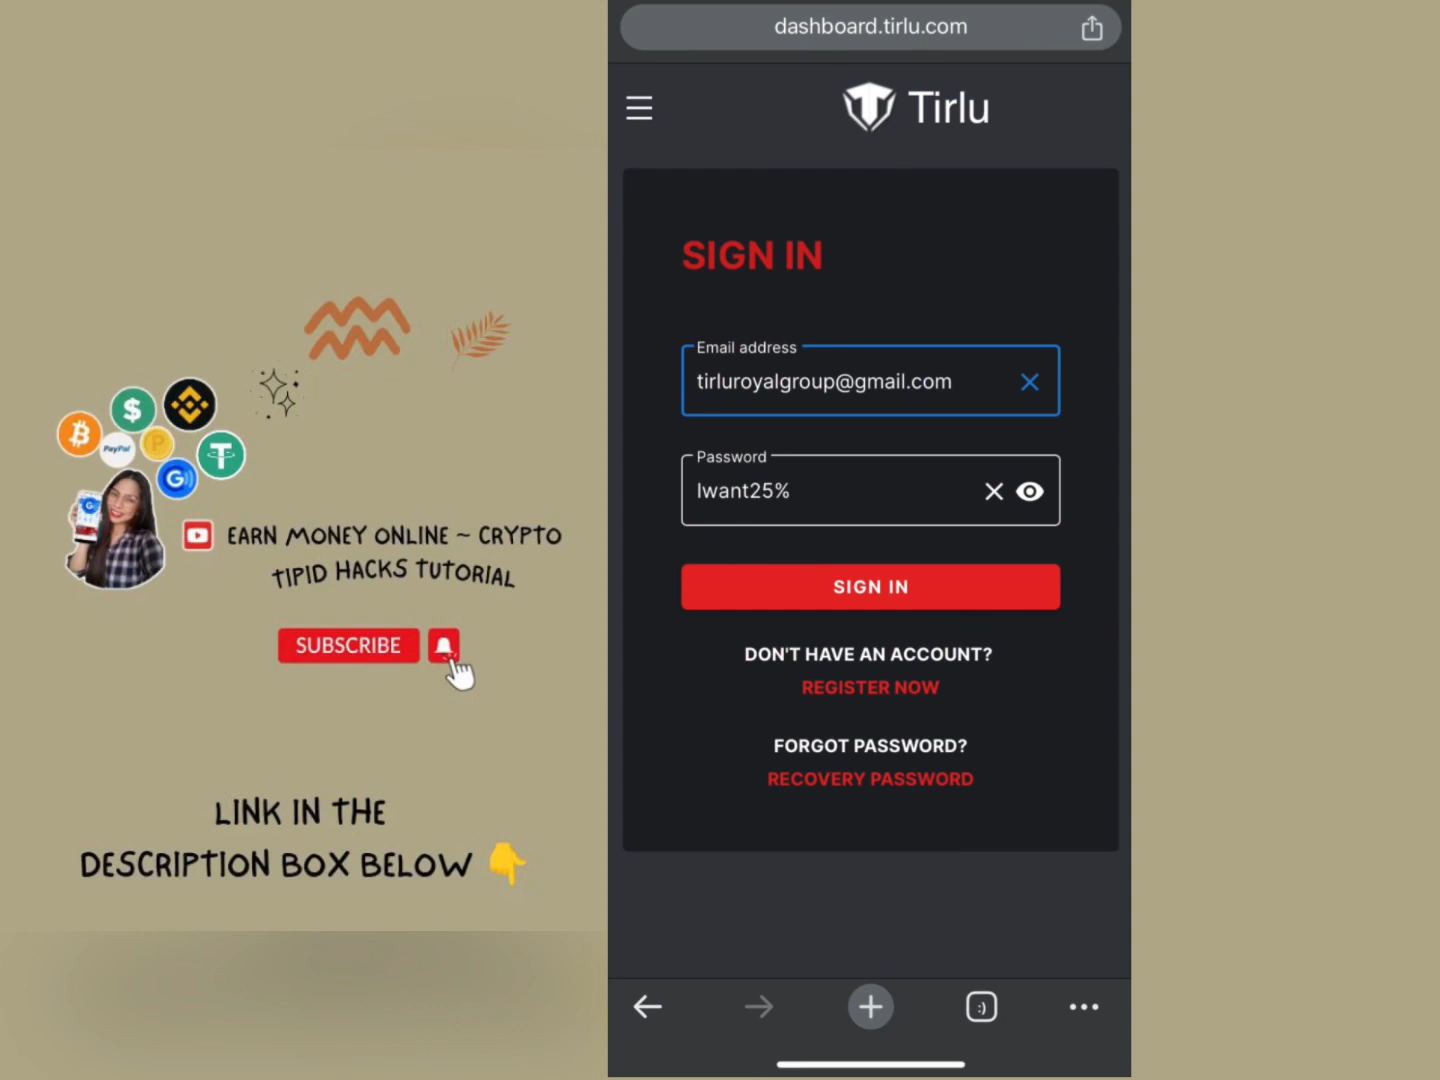 dashboard.tirlu.com
Tirlu
SIGN IN
Email address
tirluroyalgroup@gmail.com
Password
Iwant25%
SIGN IN
DON'T HAVE AN ACCOUNT?
REGISTER NOW
FORGOT PASSWORD?
RECOVERY PASSWORD
:)
PayPal
P
G
EARN MONEY ONLINE ~ CRYPTO
TIPID HACKS TUTORIAL
SUBSCRIBE
LINK IN THE
DESCRIPTION BOX BELOW